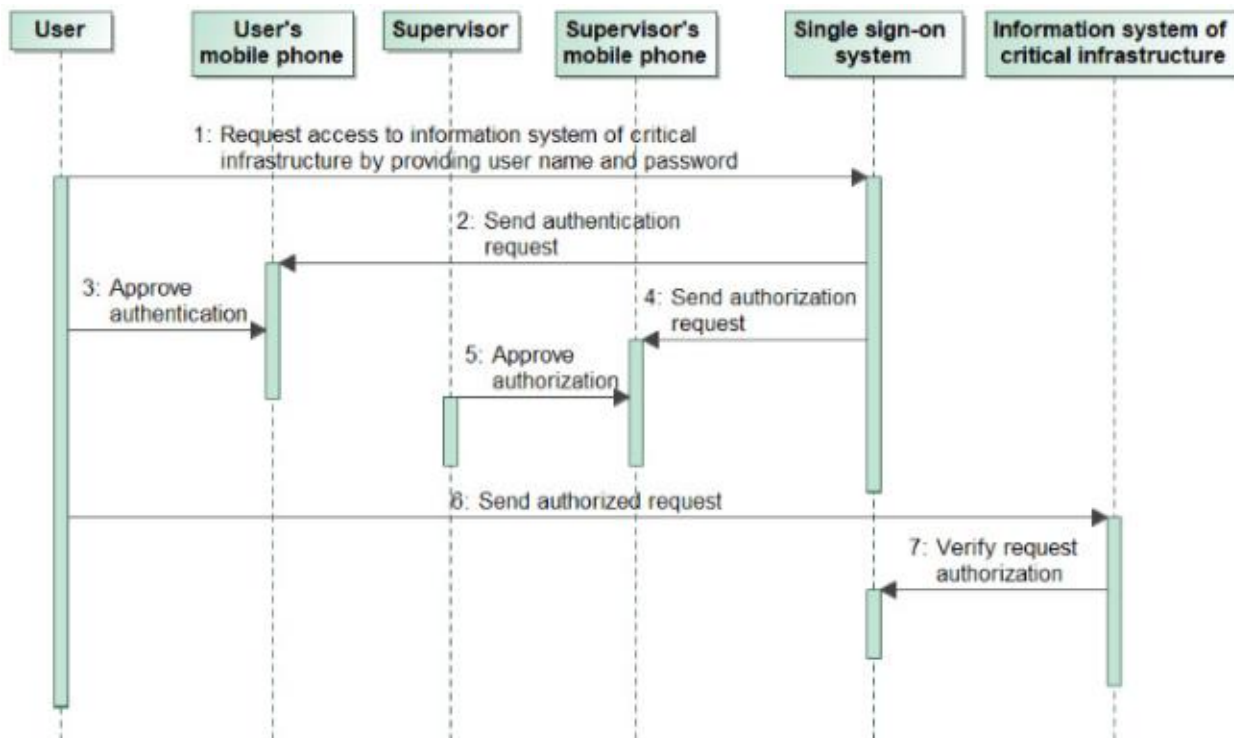 User
User's
mobile phone
Supervisor
Supervisor's
mobile phone
Single sign-on
system
Information system of
critical infrastructure
1: Request access to information system of critical
infrastructure by providing user name and password
2: Send authentication
request
3: Approve
authentication
4: Send authorization
request
5: Approve
authorization
6: Send authorized request
7: Verify request
authorization